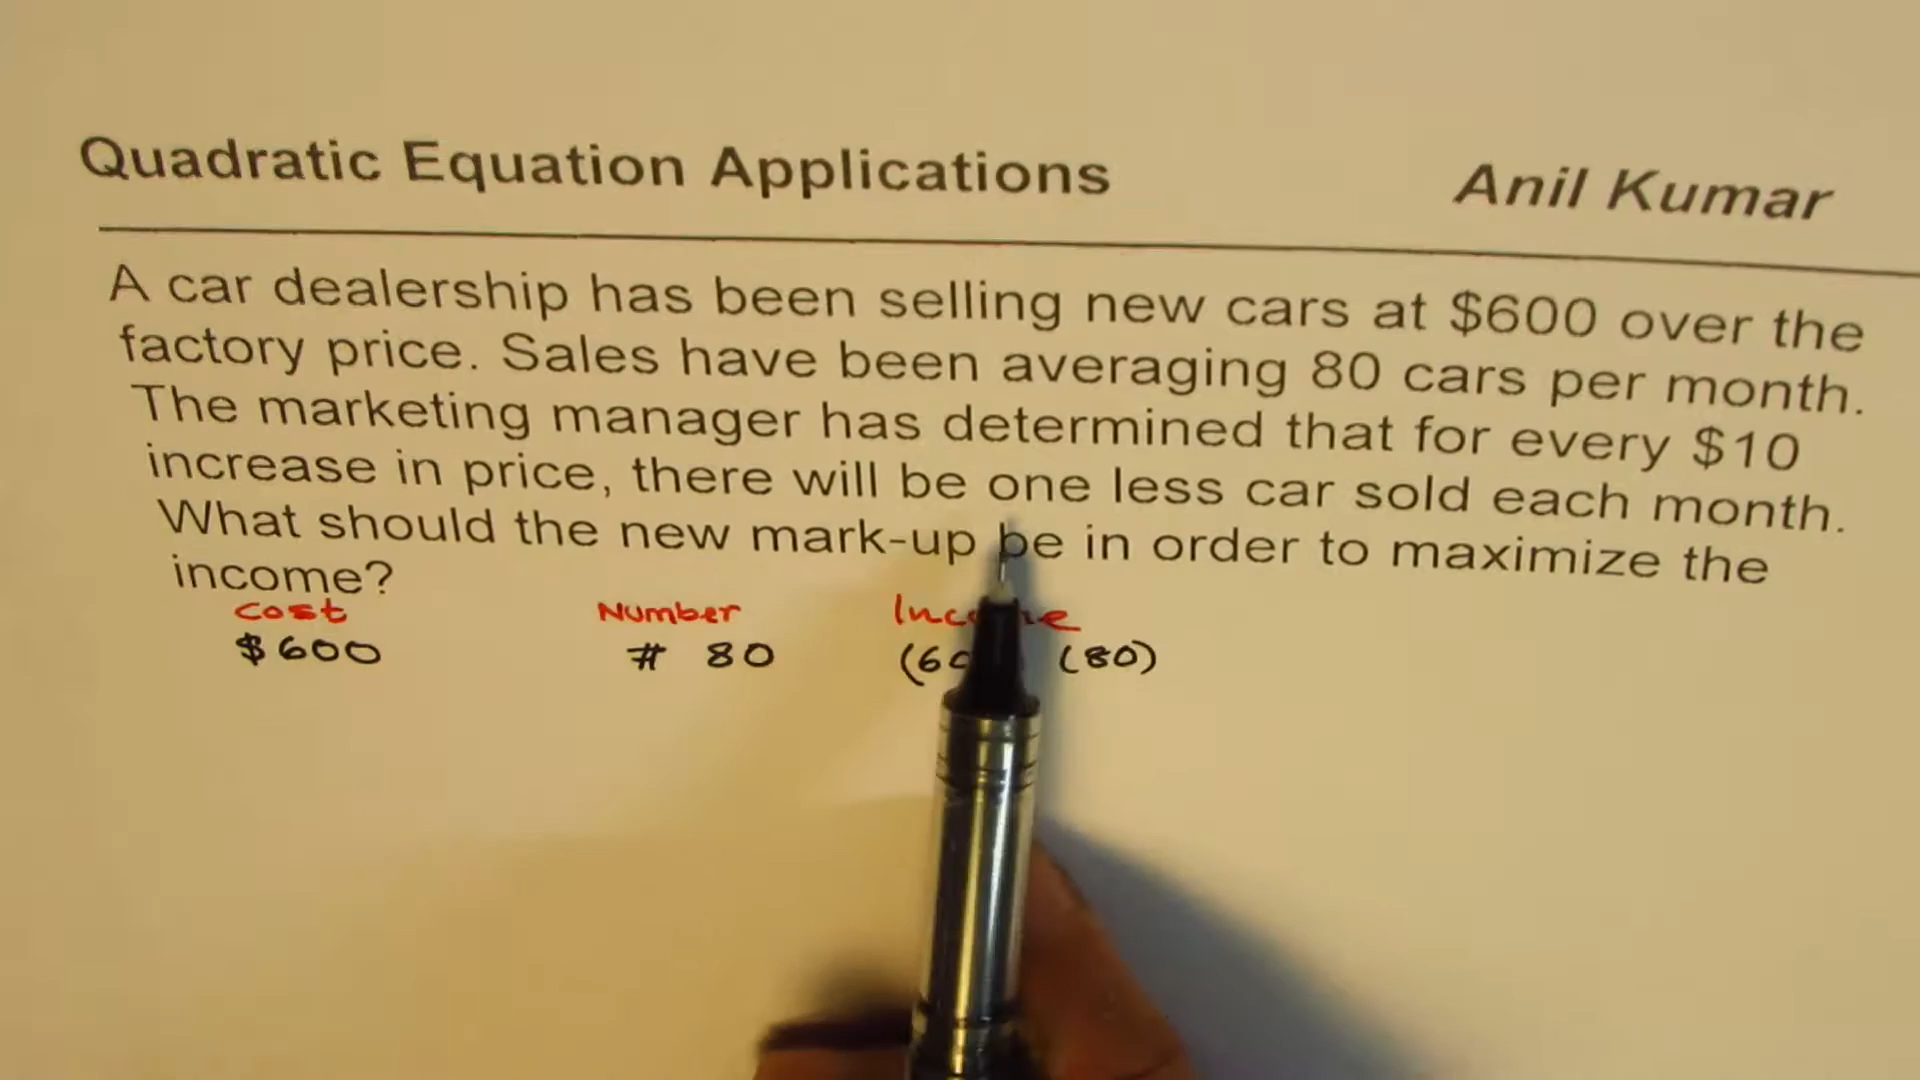 Quadratic Equation Applications Anil Kumar
A car dealership has been selling new cars at $600 over the
factory price. Sales have been averaging 80 cars per month.
The marketing manager has determined that for every $10
increase in price, there will be one less car sold each month.
What should the new mark-up be in order to maximize the
income?
Cost Number
$600 # 80 (80)